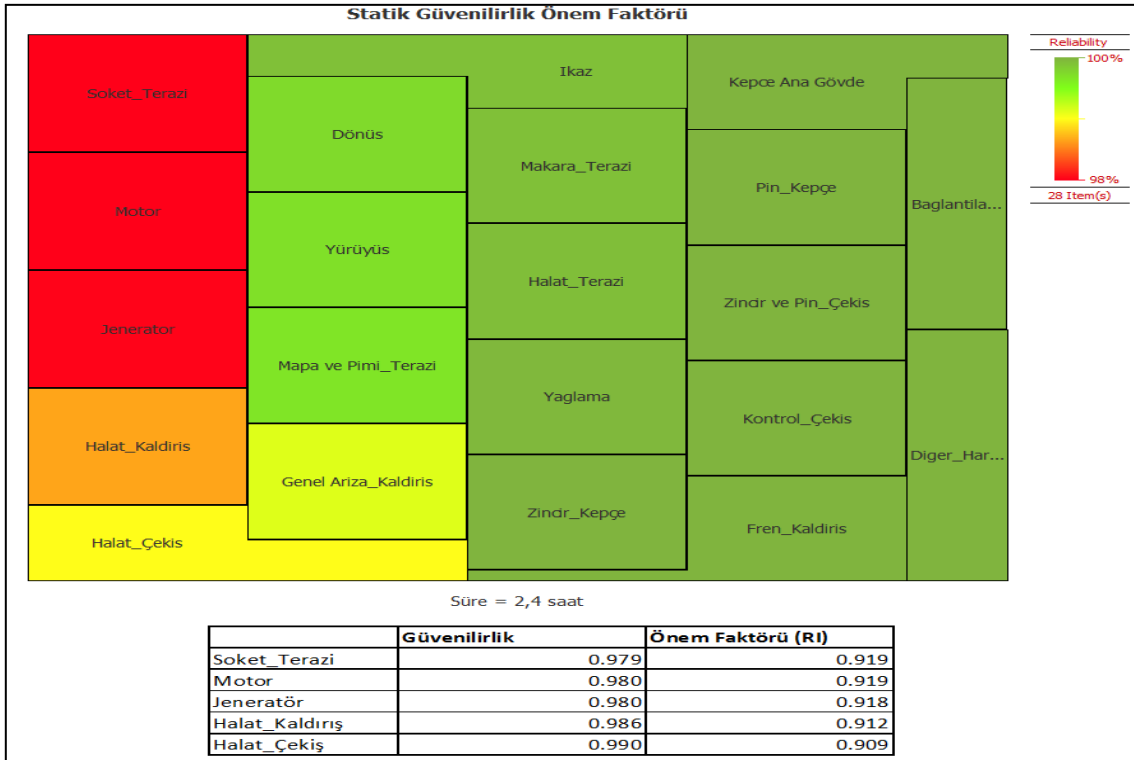 Statik Güvenilirlik Önem Faktörü
Soket_Terazi
Motor
Jenerator
Halat_Kaldiris
Halat_Çekis
Dönüs
Yürüyüs
Mapa ve Pimi_Terazi
Genel Ariza_Kaldiris
Ikaz
Makara_Terazi
Halat_Terazi
Yaglama
Zincir_Kepçe
Kepçe Ana Gövde
Pin_Kepçe
Zincir ve Pin_Çekis
Kontrol_Çekis
Fren_Kaldiris
Baglantila...
Diger_Har...
Reliability
100%
98%
28 Item(s)
Süre = 2,4 saat
Güvenilirlik Önem Faktörü (RI)
Soket_Terazi 0.979 0.919
Motor 0.980 0.919
Jeneratör 0.980 0.918
Halat_Kaldırış 0.986 0.912
Halat_Çekiş 0.990 0.909